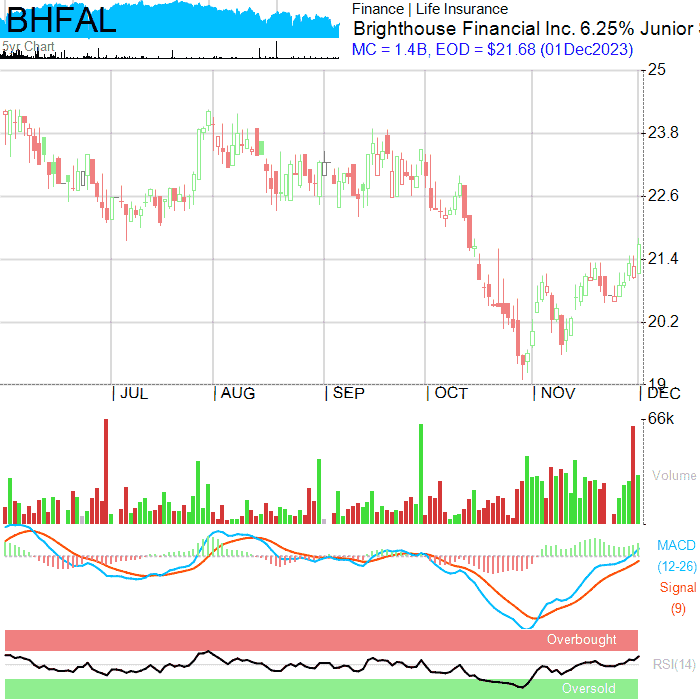 BHFAL
5yr Chart
Finance | Life Insurance
Brighthouse Financial Inc. 6.25% Junior
MC = 1.4B, EOD = $21.68 (01Dec2023)
25
23.8
22.6
21.4
20.2
19
| JUL | AUG | SEP | OCT | NOV | DEC
66k
Volume
MACD
(12-26)
Signal
(9)
Overbought
RSI(14)
Oversold